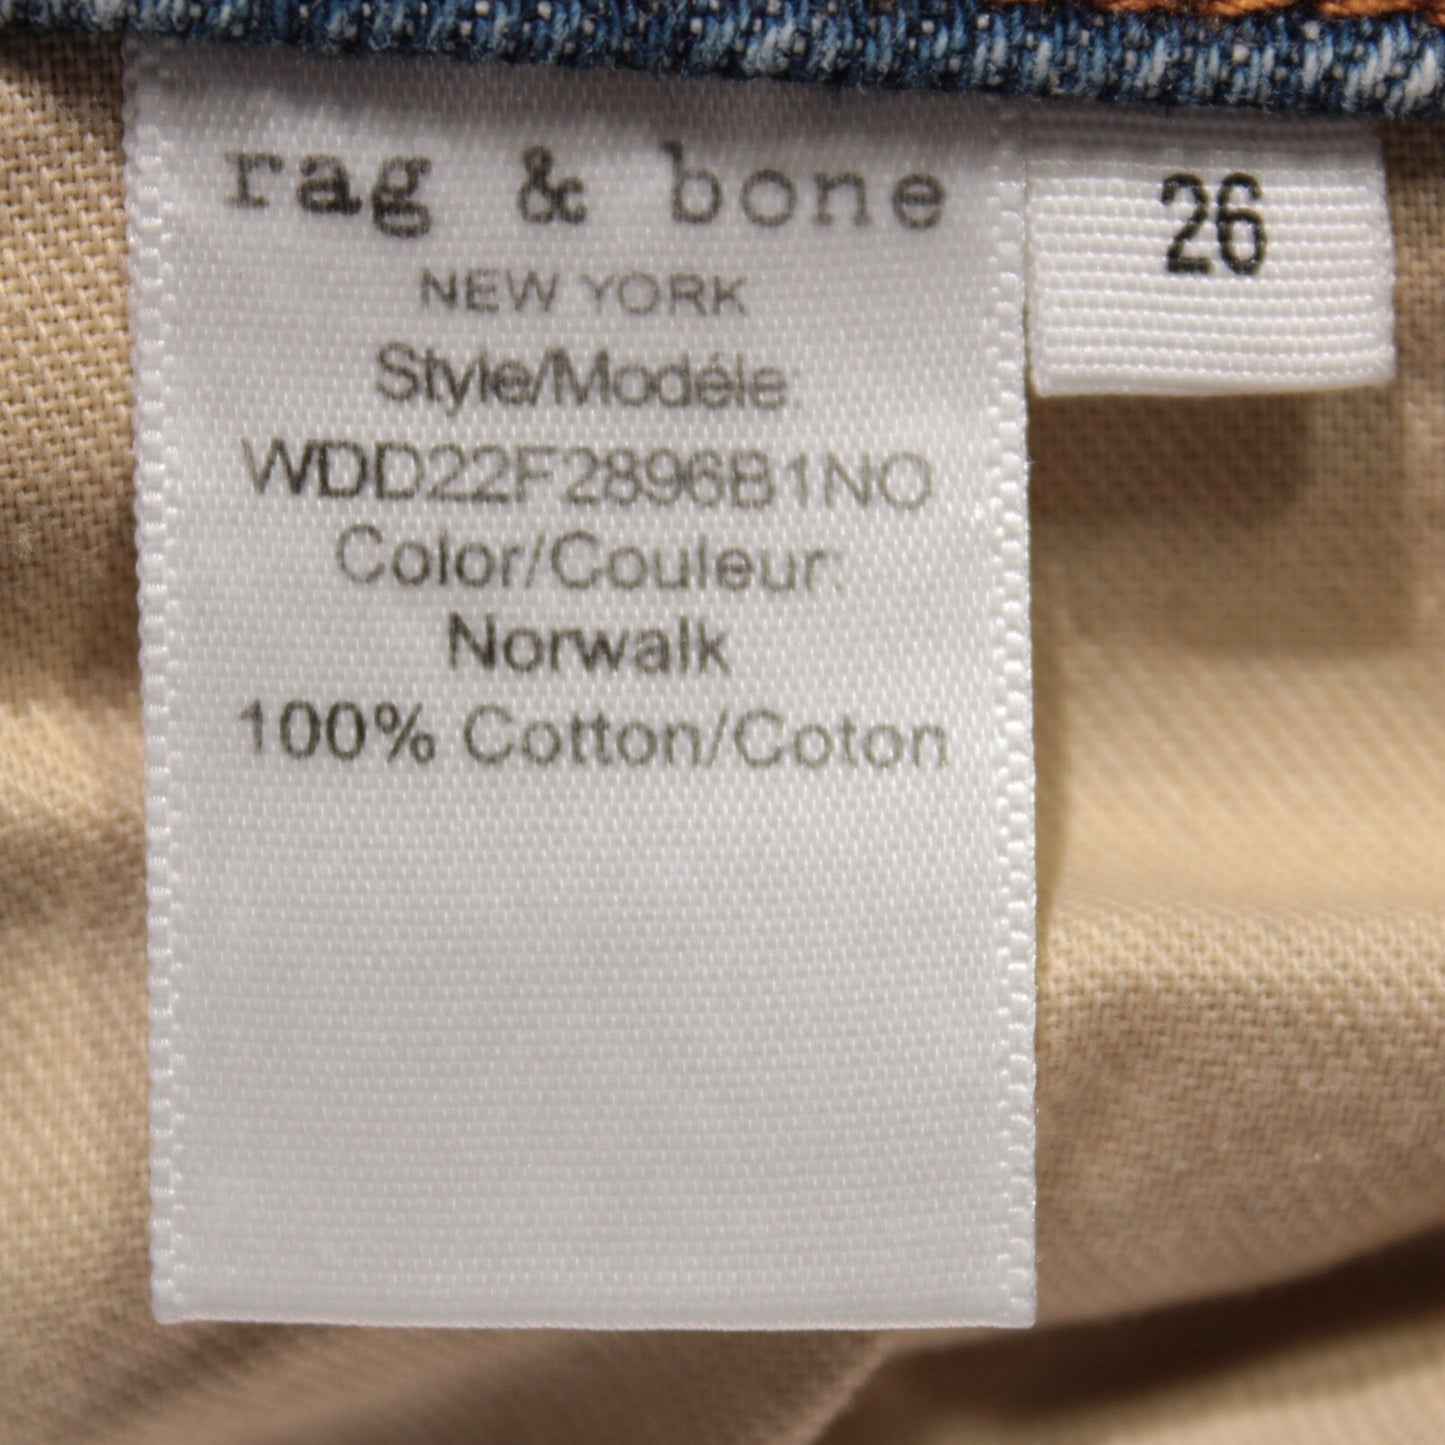 rag & bone
NEW YORK
Style/Modéle:
WDD22F2896B1NO
Color/Couleur:
Norwalk
100% Cotton/Coton
26